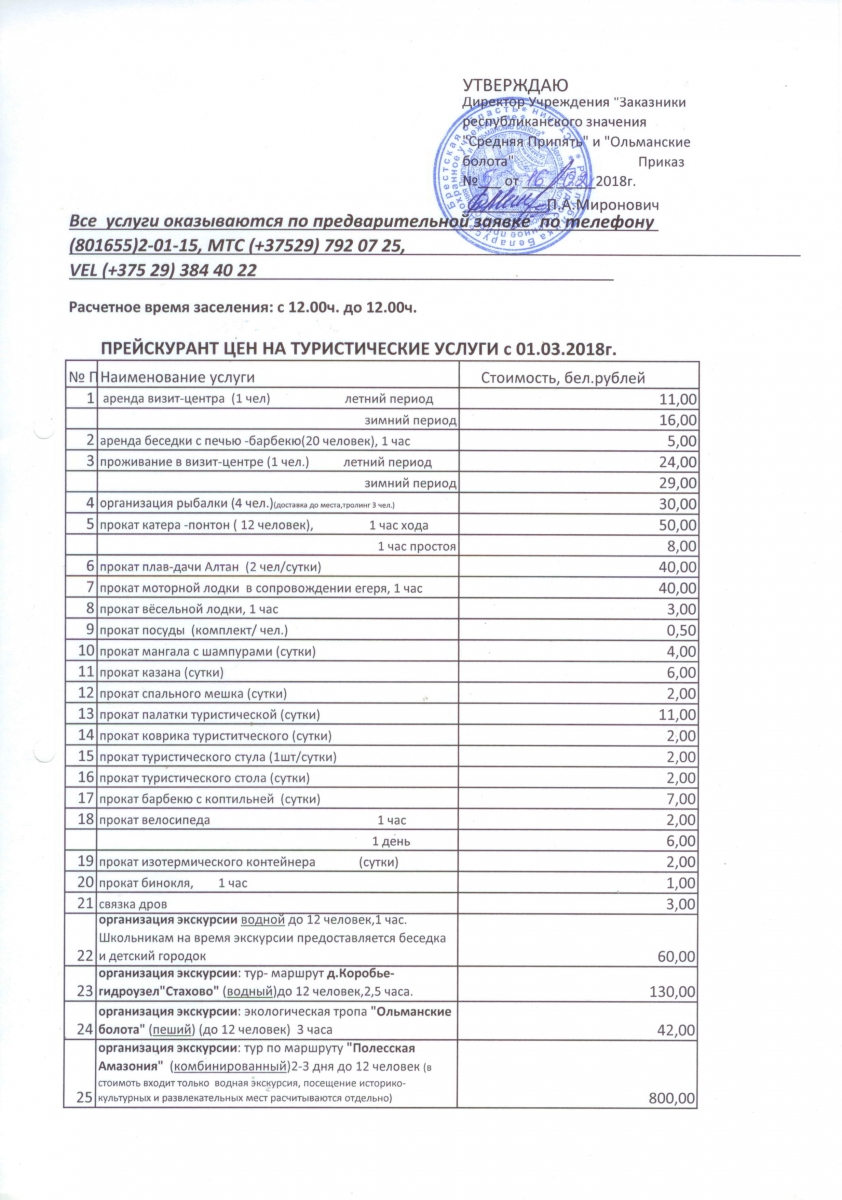 УТВЕРЖДАЮ
Директор Учреждения "Заказники
республиканского значения
"Средняя Припять" и "Ольманские
болота" Приказ
№ 5 от 16 2018г.
П.А.Миронович
Все услуги оказываются по предварительной заявке по телефону
(801655)2-01-15, МТС (+37529) 792 07 25,
VEL (+375 29) 384 40 22
Расчетное время заселения: с 12.00ч. до 12.00ч.
ПРЕЙСКУРАНТ ЦЕН НА ТУРИСТИЧЕСКИЕ УСЛУГИ с 01.03.2018г.
№ П Наименование услуги Стоимость, бел.рублей
1 аренда визит-центра (1 чел) летний период 11,00
зимний период 16,00
2 аренда беседки с печью -барбекю(20 человек), 1 час 5,00
3 проживание в визит-центре (1 чел.) летний период 24,00
зимний период 29,00
4 организация рыбалки (4 чел.)(доставка до места,тролинг 3 чел.) 30,00
5 прокат катера -понтон ( 12 человек), 1 час хода 50,00
1 час простоя 8,00
6 прокат плав-дачи Алтан (2 чел/сутки) 40,00
7 прокат моторной лодки в сопровождении егеря, 1 час 40,00
8 прокат вёсельной лодки, 1 час 3,00
9 прокат посуды (комплект/ чел.) 0,50
10 прокат мангала с шампурами (сутки) 4,00
11 прокат казана (сутки) 6,00
12 прокат спального мешка (сутки) 2,00
13 прокат палатки туристической (сутки) 11,00
14 прокат коврика туриститческого (сутки) 2,00
15 прокат туристического стула (1шт/сутки) 2,00
16 прокат туристического стола (сутки) 2,00
17 прокат барбекю с коптильней (сутки) 7,00
18 прокат велосипеда 1 час 2,00
1 день 6,00
19 прокат изотермического контейнера (сутки) 2,00
20 прокат бинокля, 1 час 1,00
21 связка дров 3,00
организация экскурсии водной до 12 человек,1 час.
Школьникам на время экскурсии предоставляется беседка
22 и детский городок 60,00
организация экскурсии: тур- маршрут д.Коробье-
23 гидроузел"Стахово" (водный)до 12 человек,2,5 часа. 130,00
организация экскурсии: экологическая тропа "Ольманские
24 болота" (пеший) (до 12 человек) 3 часа 42,00
организация экскурсии: тур по маршруту "Полесская
Амазония" (комбинированный)2-3 дня до 12 человек (в
стоимоть входит только водная экскурсия, посещение историко-
25 культурных и развлекательных мест расчитываются отдельно) 800,00